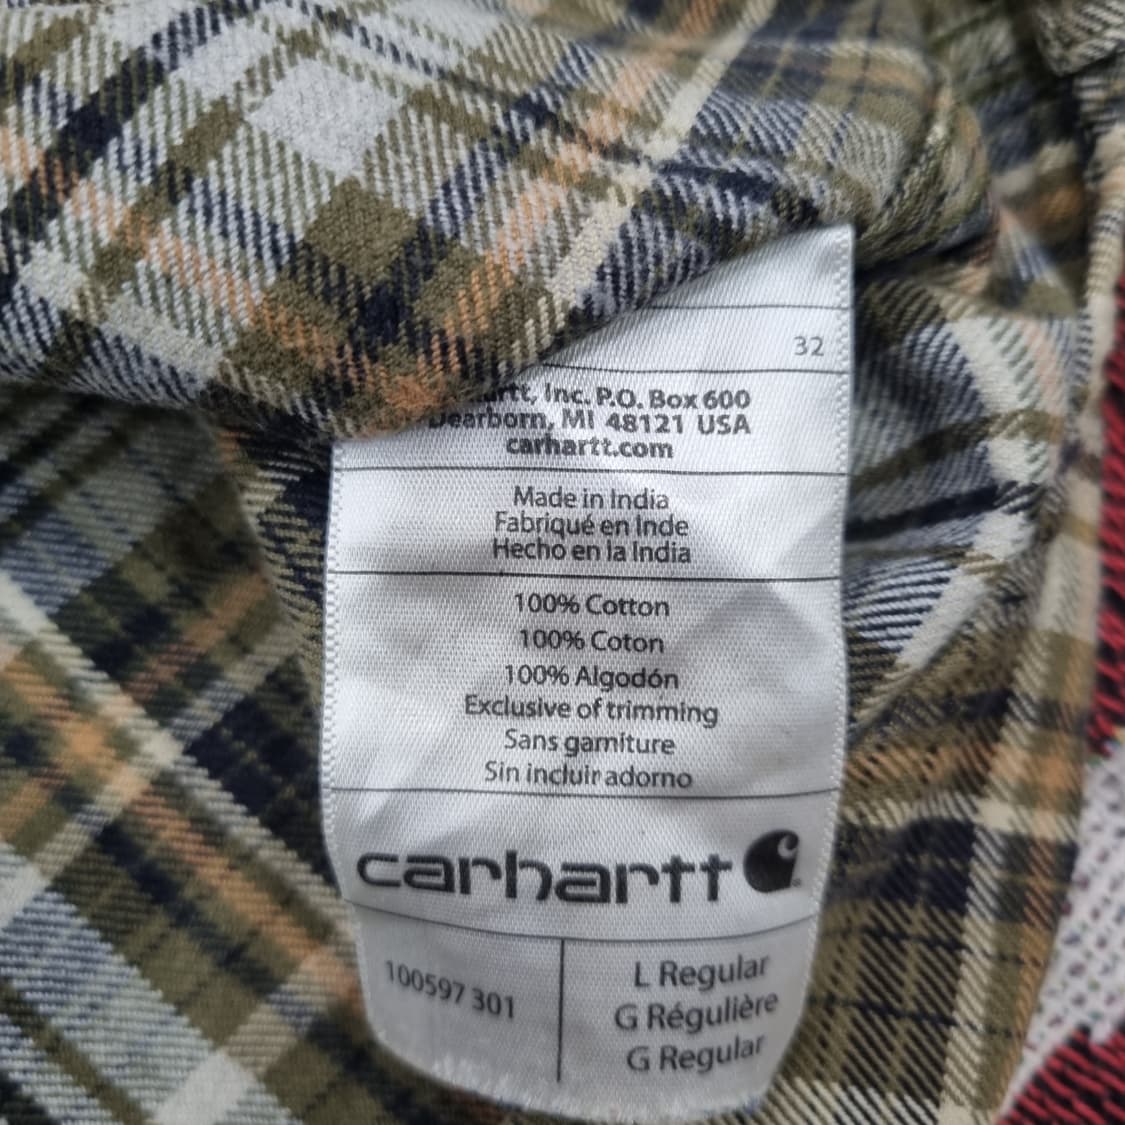 32
Inc. P.O. Box 600
Dearborn, MI 48121 USA
carhartt.com
Made in India
Fabriqué en Inde
Hecho en la India
100% Cotton
100% Coton
100% Algodón
Exclusive of trimming
Sans garniture
Sin incluir adorno
carhartt
100597 301
L Regular
G Régulière
G Regular